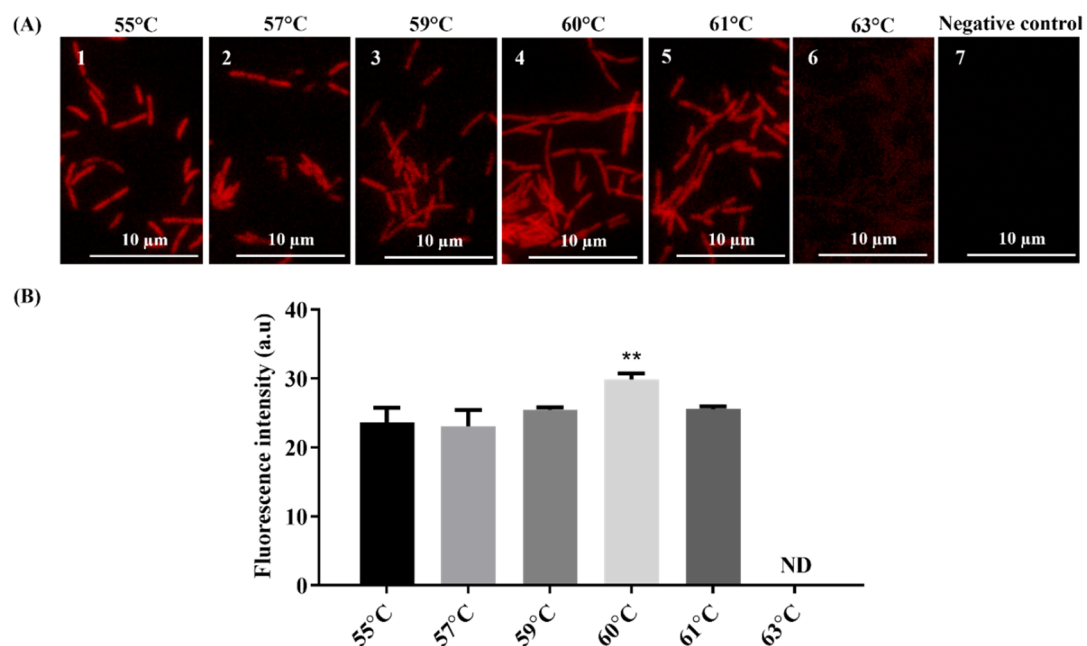 (A)
55°C 57°C 59°C 60°C 61°C 63°C Negative control
1 2 3 4 5 6 7
10 µm 10 µm 10 µm 10 µm 10 µm 10 µm 10 µm
(B)
Fluorescence intensity (a.u)
40
30
20
10
0
**
ND
55°C 57°C 59°C 60°C 61°C 63°C